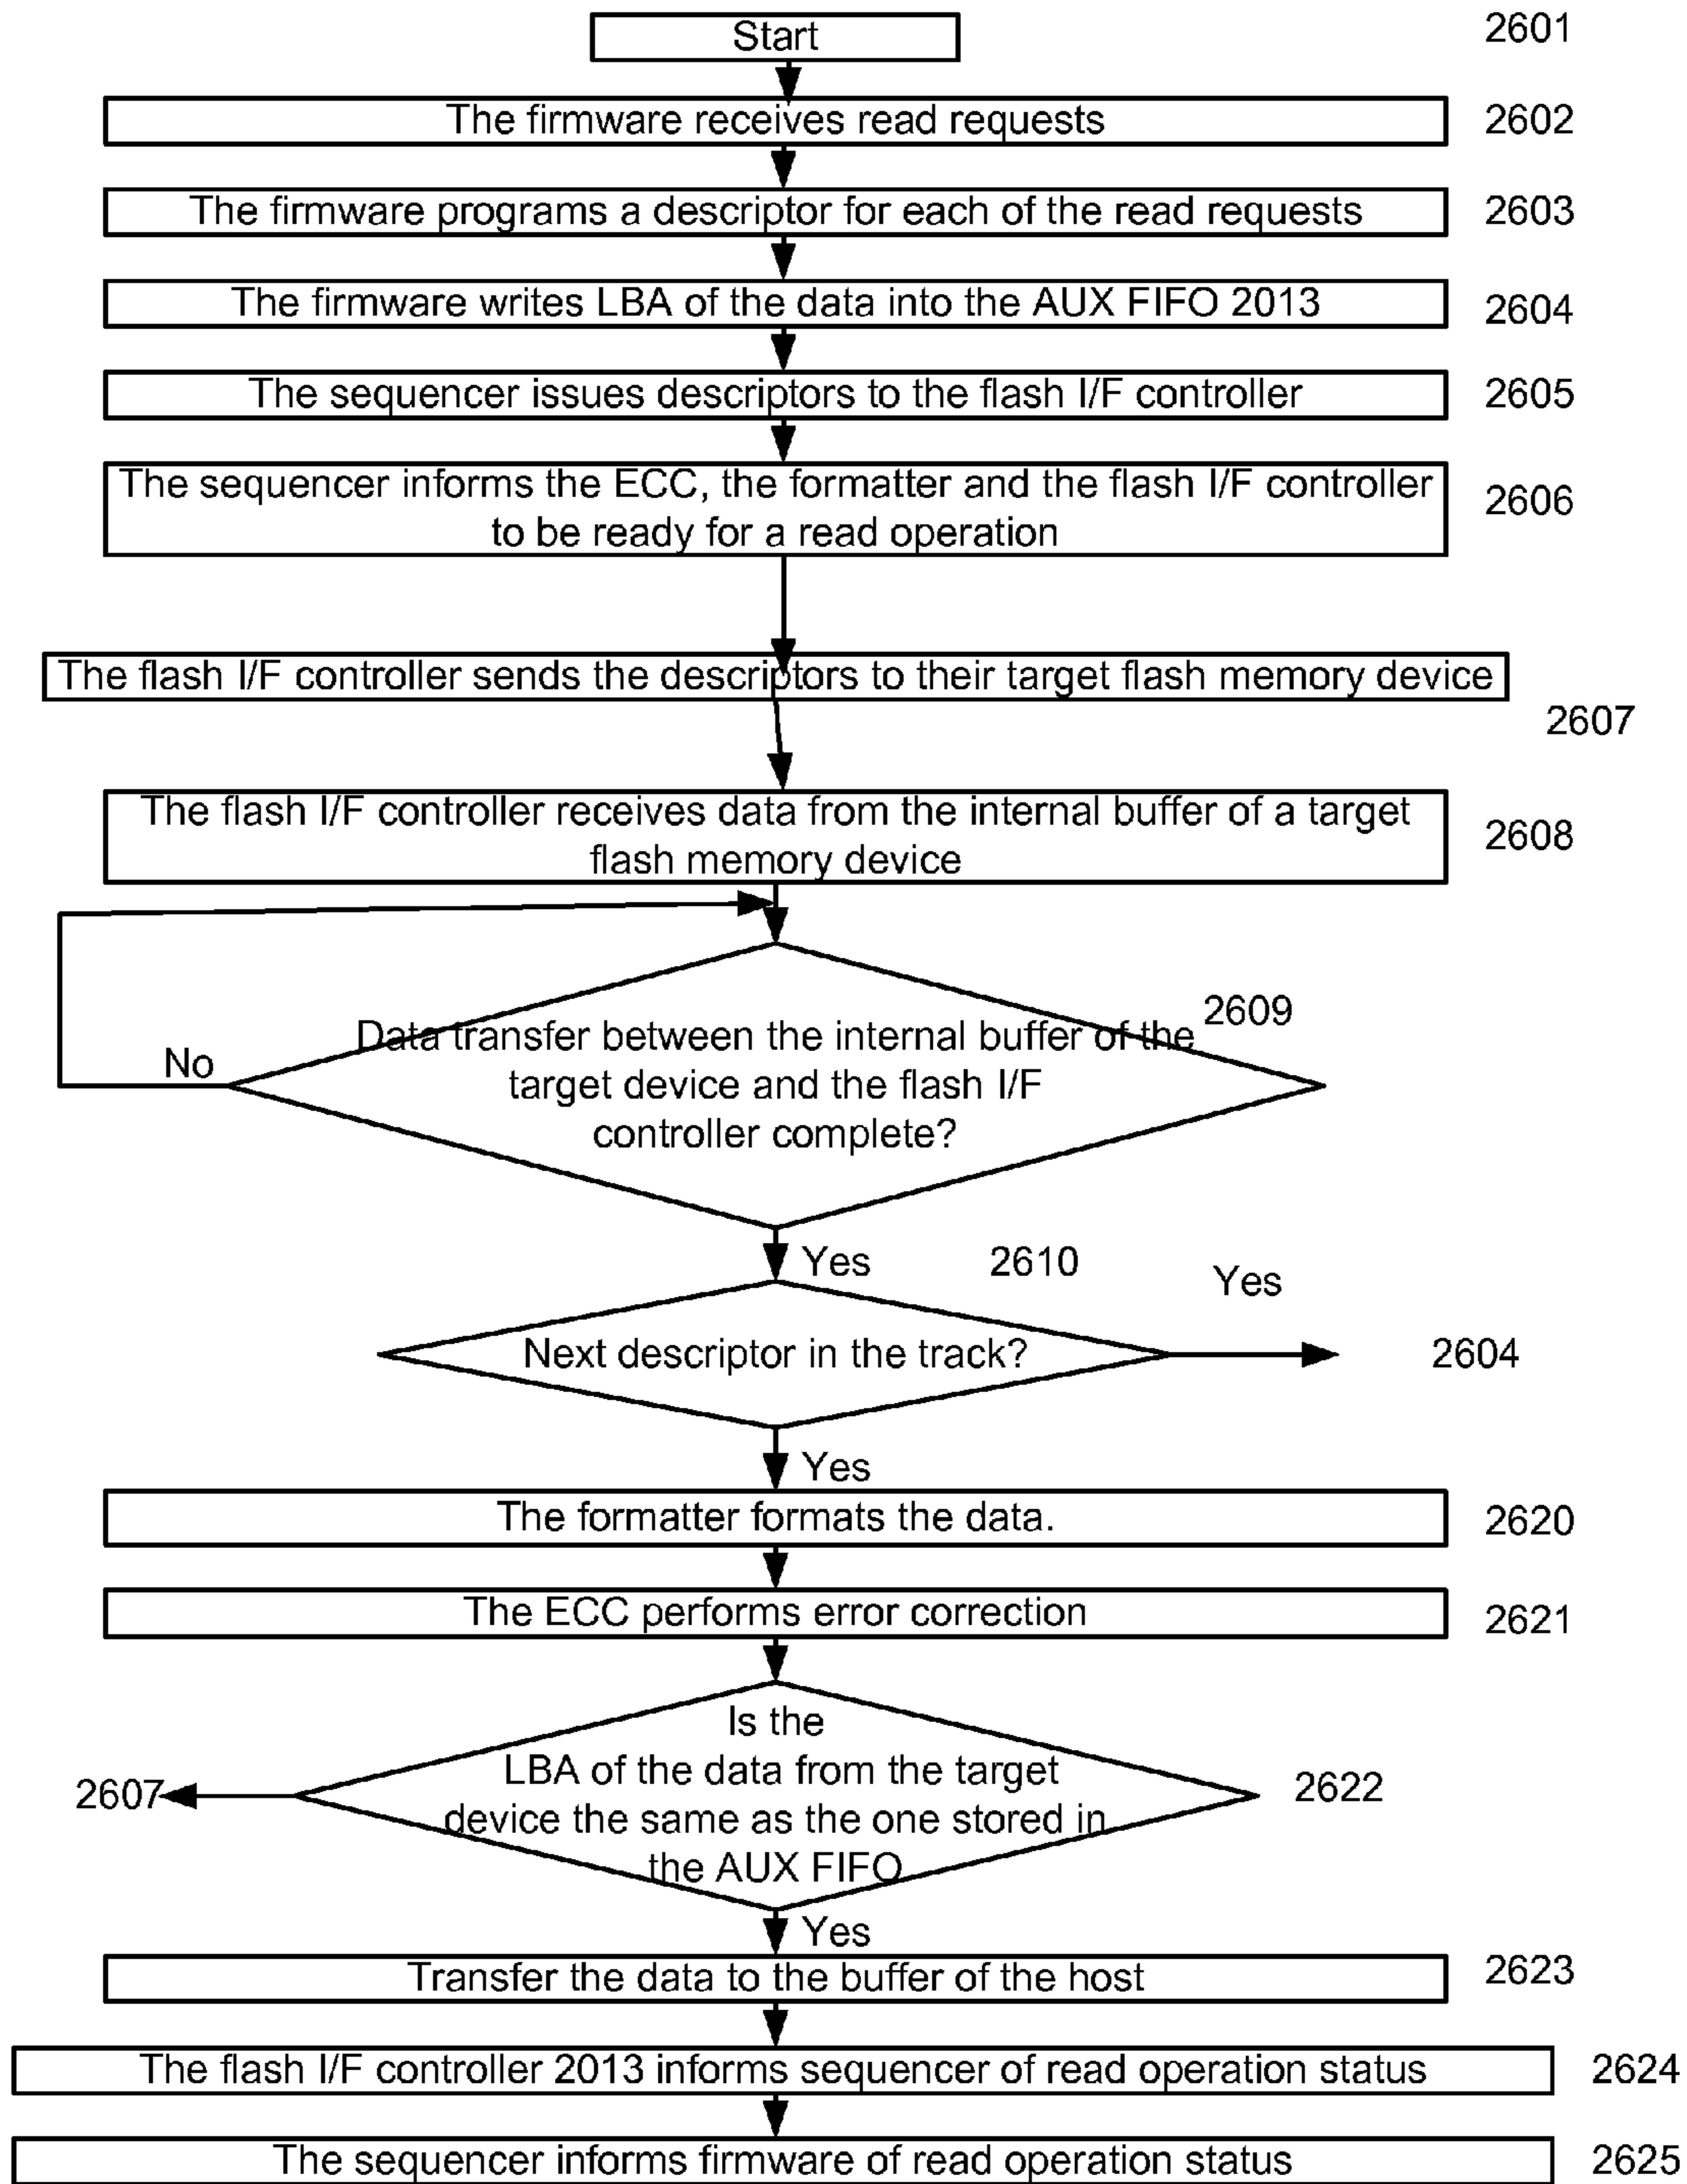 Start
2601
The firmware receives read requests
2602
The firmware programs a descriptor for each of the read requests
2603
The firmware writes LBA of the data into the AUX FIFO 2013
2604
The sequencer issues descriptors to the flash I/F controller
2605
The sequencer informs the ECC, the formatter and the flash I/F controller
to be ready for a read operation
2606
The flash I/F controller sends the descriptors to their target flash memory device
2607
The flash I/F controller receives data from the internal buffer of a target
flash memory device
2608
2609
Data transfer between the internal buffer of the
target device and the flash I/F
controller complete?
No
Yes
2610
Yes
Next descriptor in the track?
2604
Yes
The formatter formats the data.
2620
The ECC performs error correction
2621
Is the
LBA of the data from the target
device the same as the one stored in
the AUX FIFO
2607
2622
Yes
Transfer the data to the buffer of the host
2623
The flash I/F controller 2013 informs sequencer of read operation status
2624
The sequencer informs firmware of read operation status
2625